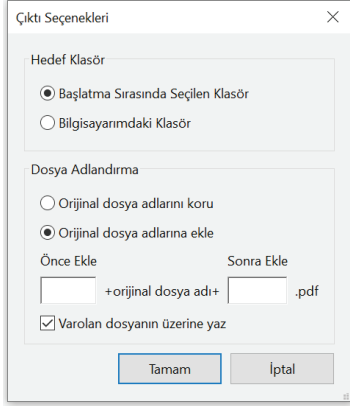 Çıktı Seçenekleri
Hedef Klasör
Başlatma Sırasında Seçilen Klasör
Bilgisayarımdaki Klasör
Dosya Adlandırma
Orijinal dosya adlarını koru
Orijinal dosya adlarına ekle
Önce Ekle Sonra Ekle
+orijinal dosya adı+ .pdf
Varolan dosyanın üzerine yaz
Tamam İptal